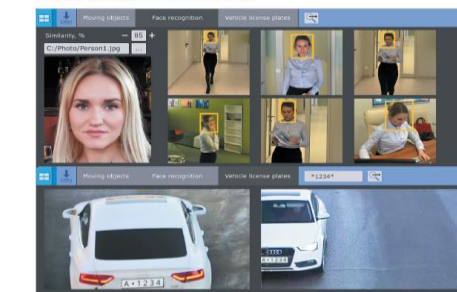 Moving objects Face recognition Vehicle license plates
Similarity, % − 85 +
C:/Photo/Person1.jpg ...
Moving objects Face recognition Vehicle license plates *1234*
A•1234
A•1234